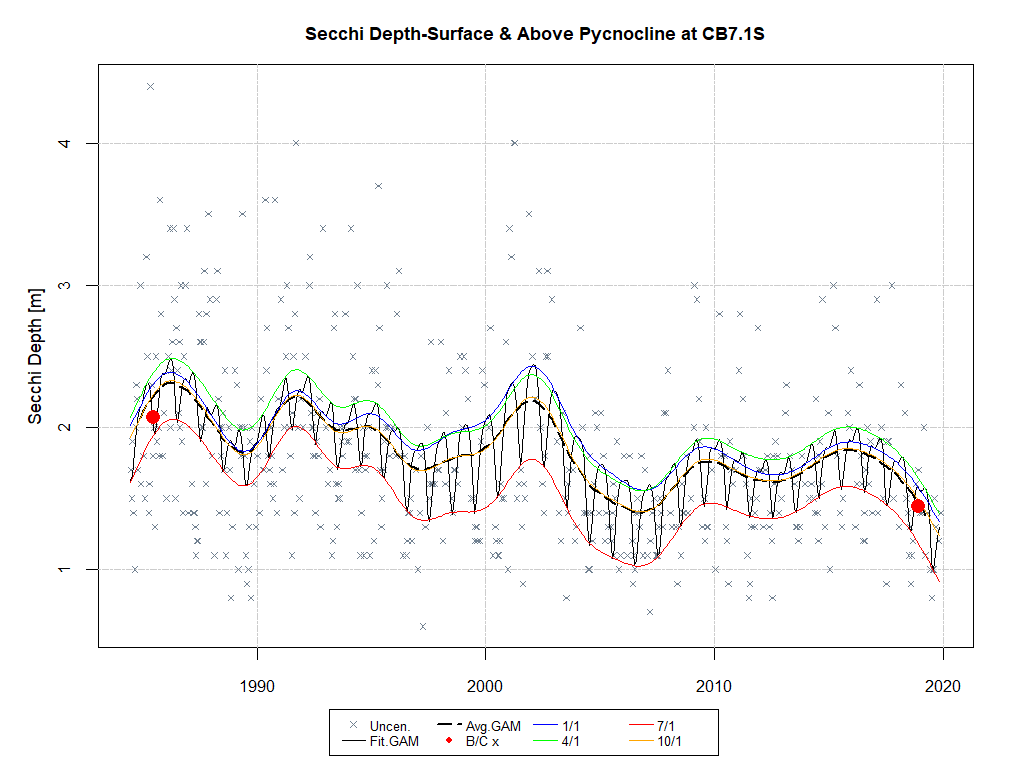 Secchi Depth-Surface & Above Pycnocline at CB7.1S
Secchi Depth [m]
4
3
2
1
1990 2000 2010 2020
Uncen. Avg.GAM 1/1 7/1
Fit.GAM B/C x 4/1 10/1